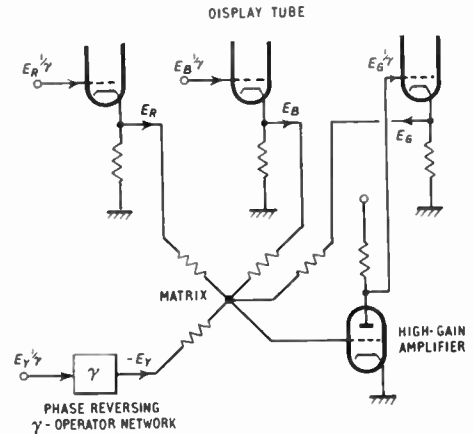 DISPLAY TUBE
E_R^1/γ
E_B^1/γ
E_G^1/γ
E_R
E_B
E_G
MATRIX
HIGH-GAIN
AMPLIFIER
E_Y^1/γ
γ
-E_Y
PHASE REVERSING
γ-OPERATOR NETWORK